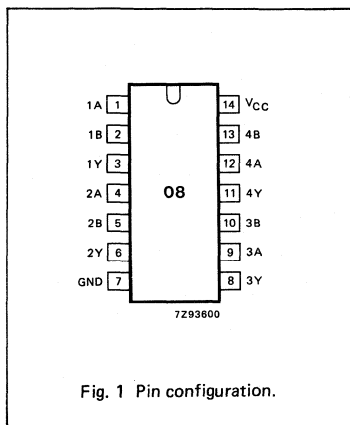 1A 1 14 VCC
1B 2 13 4B
1Y 3 12 4A
2A 4 08 11 4Y
2B 5 10 3B
2Y 6 9 3A
GND 7 8 3Y
7Z93600
Fig. 1 Pin configuration.